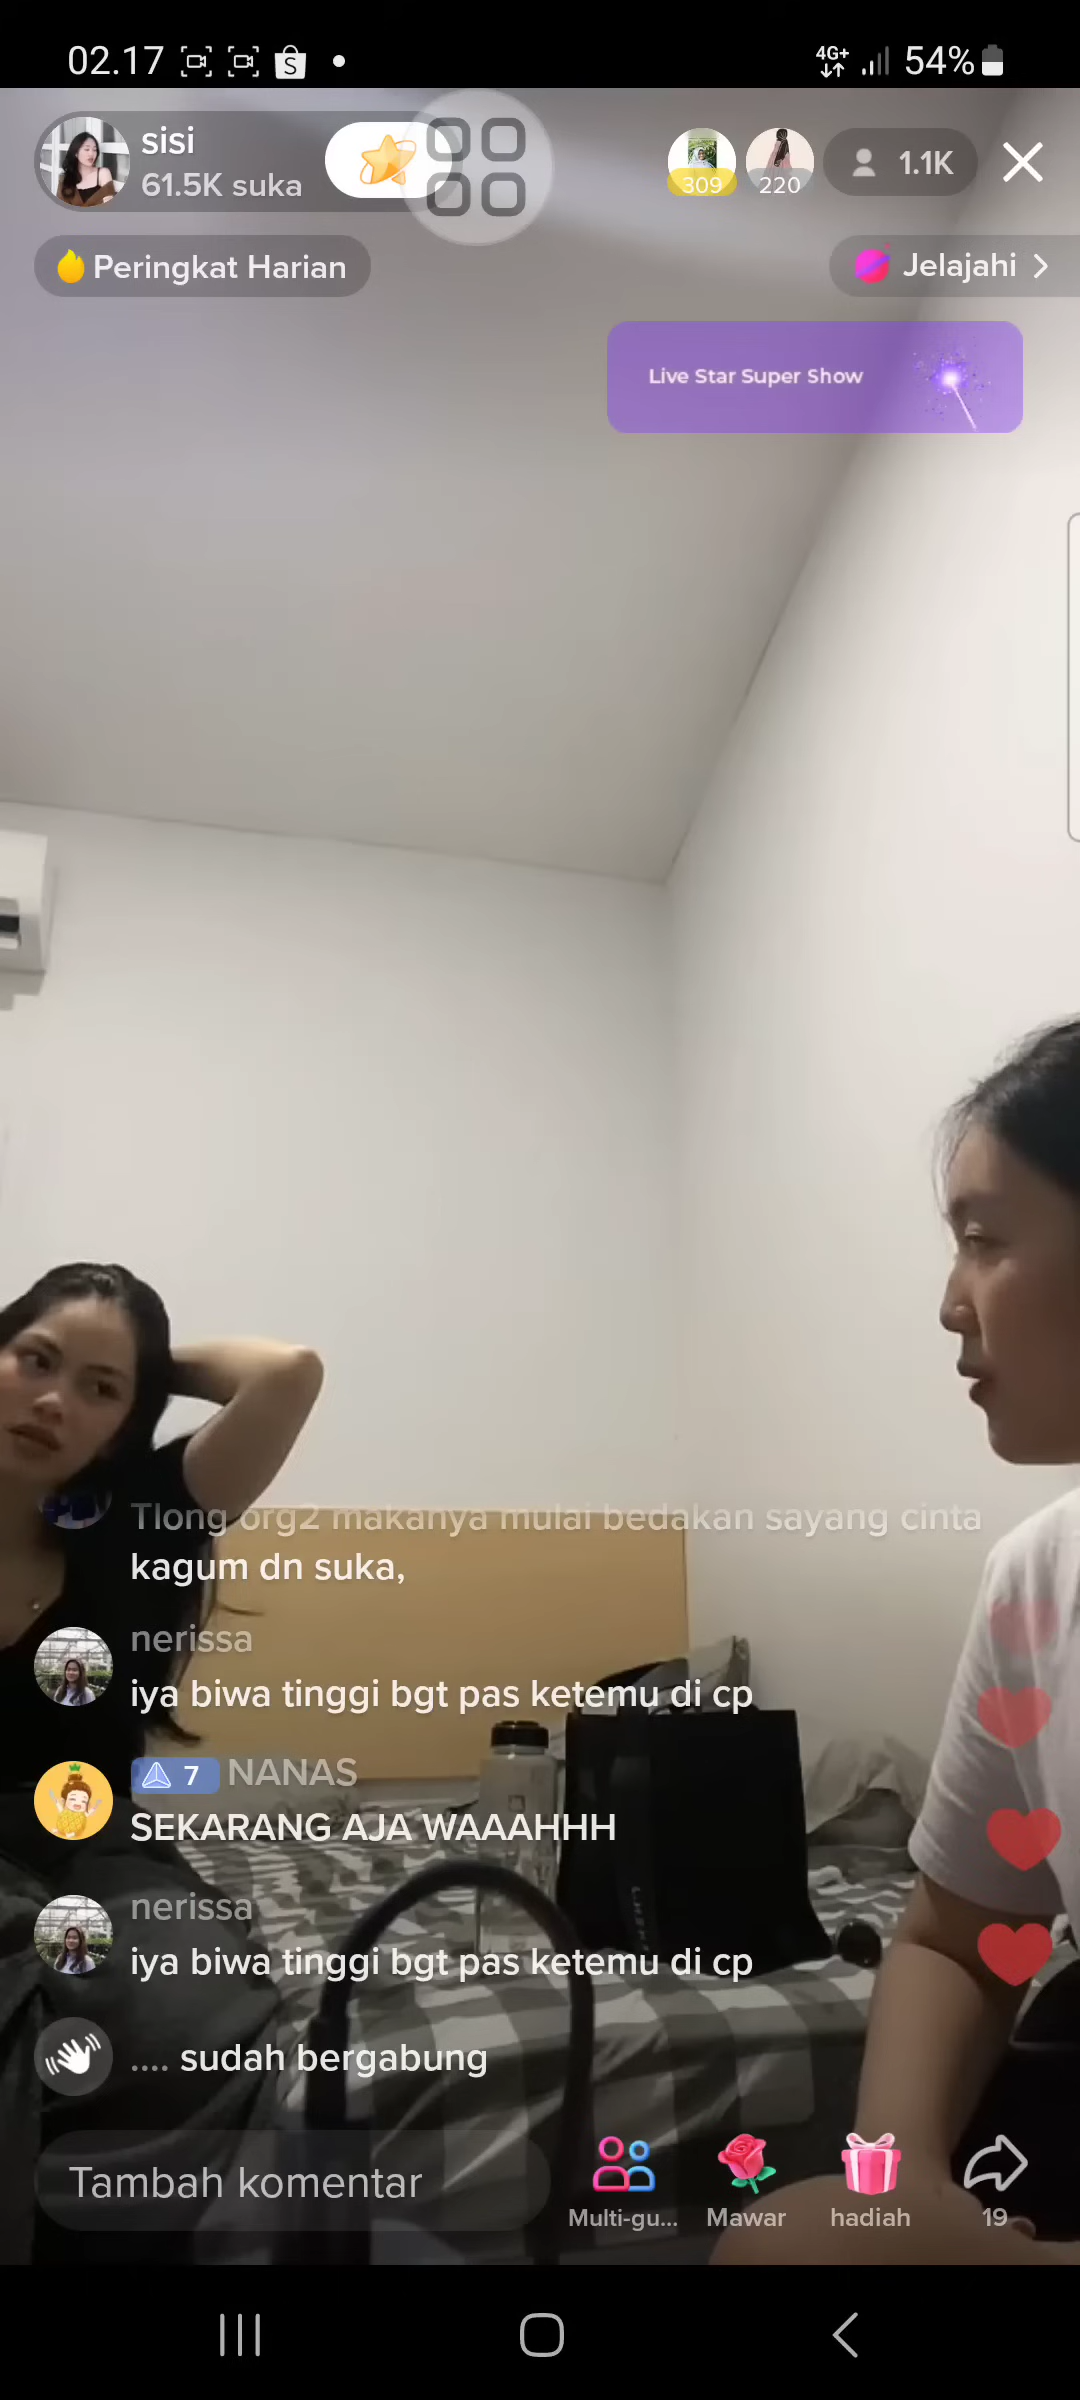 02.17
4G+
54%
sisi
61.5K suka
309
220
1.1K
Peringkat Harian
Jelajahi
Live Star Super Show
Tlong org2 makanya mulai bedakan sayang cinta
kagum dn suka,
nerissa
iya biwa tinggi bgt pas ketemu di cp
7 NANAS
SEKARANG AJA WAAAHHH
nerissa
iya biwa tinggi bgt pas ketemu di cp
.... sudah bergabung
Tambah komentar
Multi-gu...
Mawar
hadiah
19